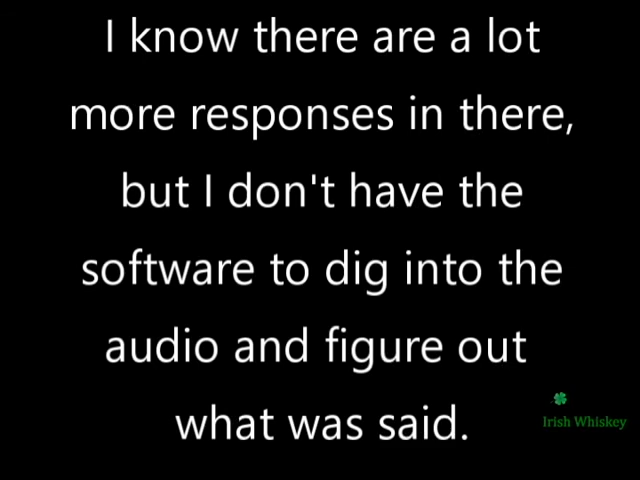 I know there are a lot
more responses in there,
but I don't have the
software to dig into the
audio and figure out
what was said.
Irish Whiskey